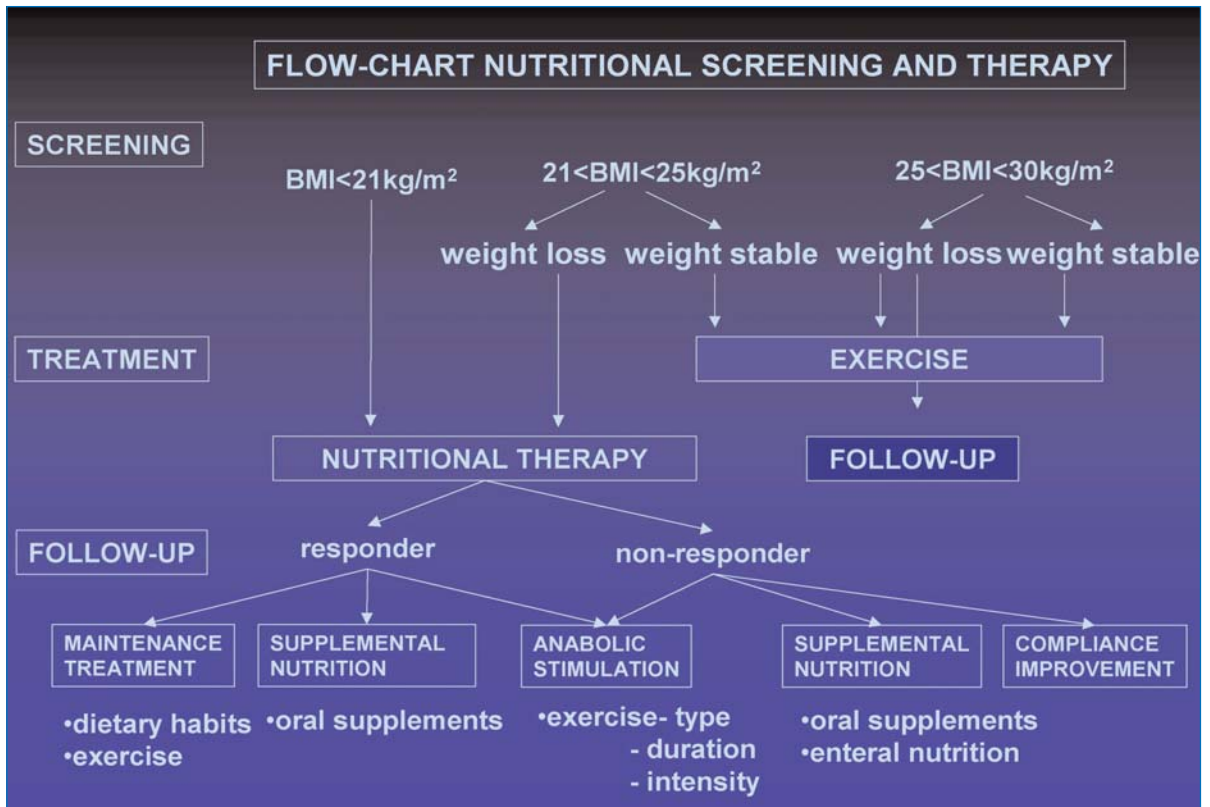 FLOW-CHART NUTRITIONAL SCREENING AND THERAPY
SCREENING
BMI<21kg/m²
21<BMI<25kg/m²
25<BMI<30kg/m²
weight loss
weight stable
weight loss
weight stable
TREATMENT
EXERCISE
NUTRITIONAL THERAPY
FOLLOW-UP
FOLLOW-UP
responder
non-responder
MAINTENANCE
TREATMENT
•dietary habits
•exercise
SUPPLEMENTAL
NUTRITION
•oral supplements
ANABOLIC
STIMULATION
•exercise- type
- duration
- intensity
SUPPLEMENTAL
NUTRITION
•oral supplements
•enteral nutrition
COMPLIANCE
IMPROVEMENT